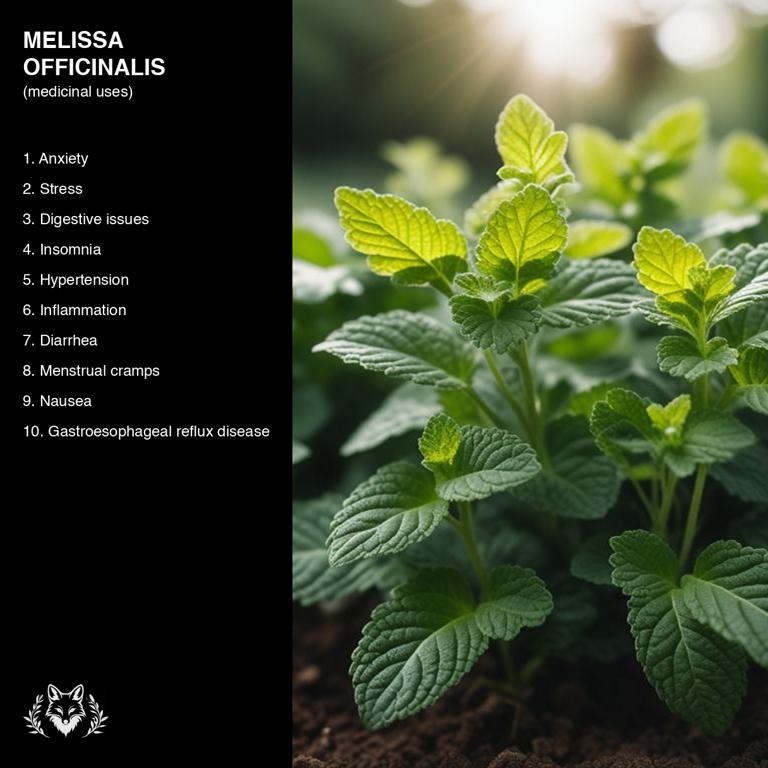 MELISSA
OFFICINALIS
(medicinal uses)
1. Anxiety
2. Stress
3. Digestive issues
4. Insomnia
5. Hypertension
6. Inflammation
7. Diarrhea
8. Menstrual cramps
9. Nausea
10. Gastroesophageal reflux disease